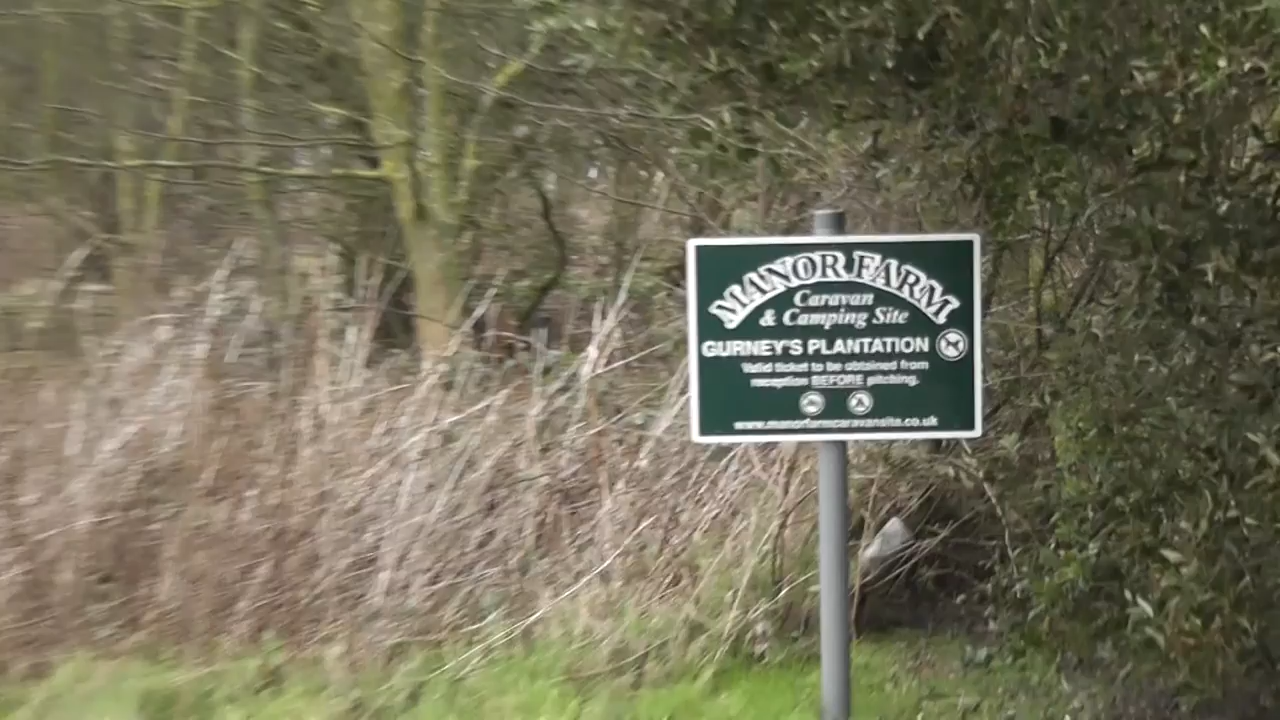 MANOR FARM
Caravan
& Camping Site
GURNEY'S PLANTATION
Valid ticket to be obtained from
reception BEFORE pitching.
www.manorfarmcaravansite.co.uk